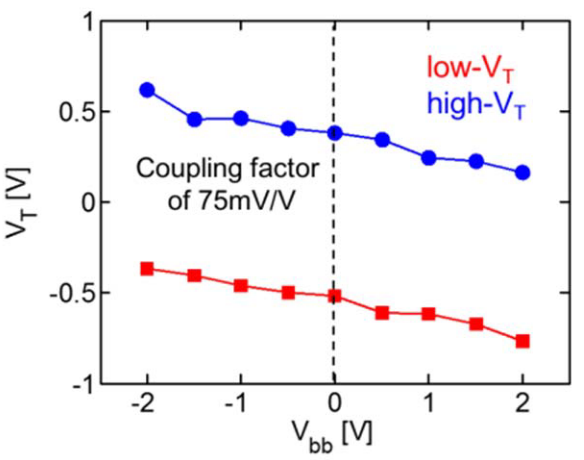 1
0.5
0
-0.5
-1
V_T [V]
low-V_T
high-V_T
Coupling factor
of 75mV/V
-2 -1 0 1 2
V_bb [V]